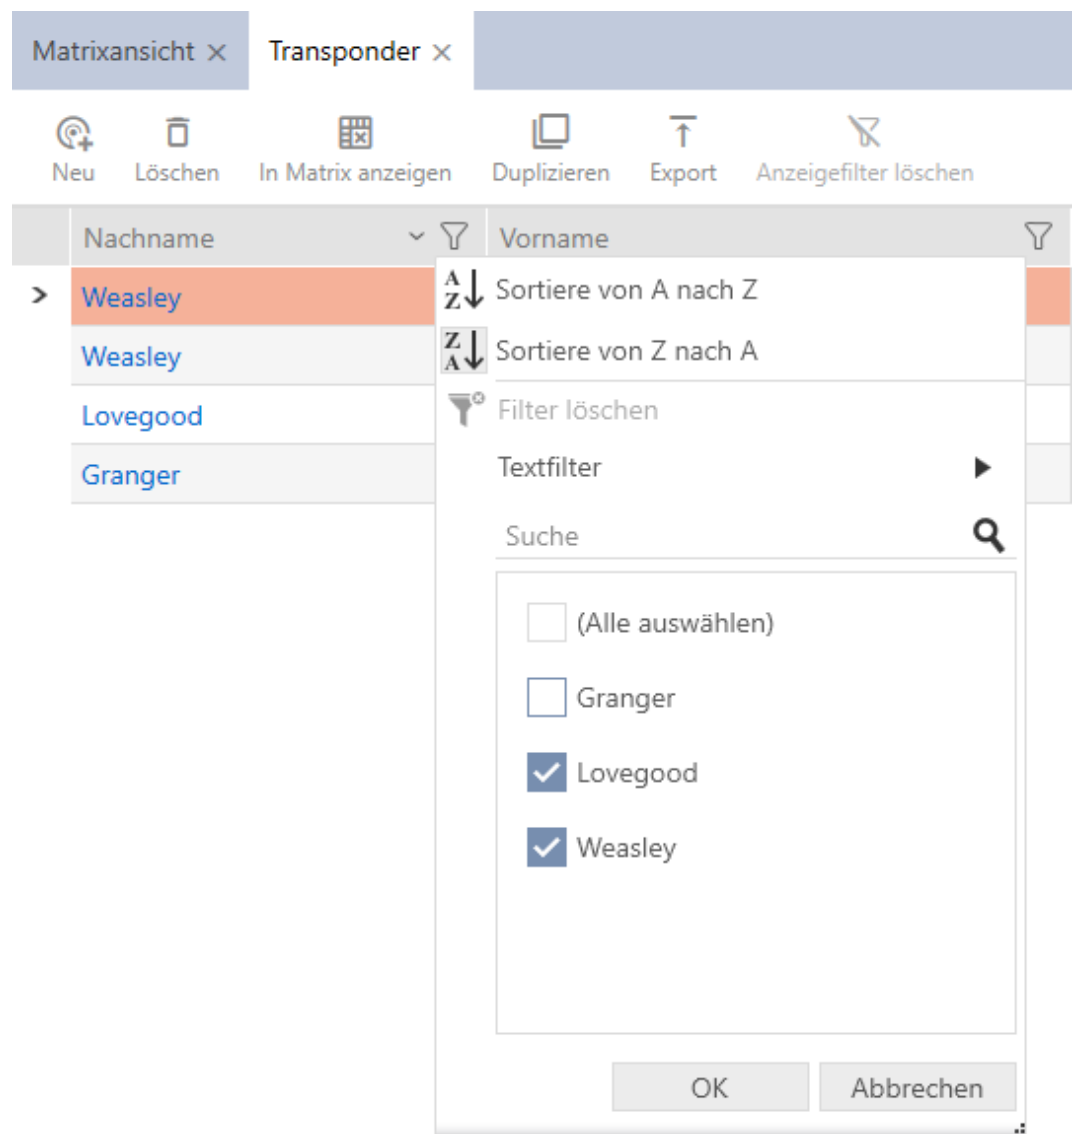 Matrixansicht
Transponder
Neu
Löschen
In Matrix anzeigen
Duplizieren
Export
Anzeigefilter löschen
Nachname
Vorname
Weasley
Weasley
Lovegood
Granger
A
Z
Sortiere von A nach Z
Z
A
Sortiere von Z nach A
Filter löschen
Textfilter
Suche
(Alle auswählen)
Granger
Lovegood
Weasley
OK
Abbrechen